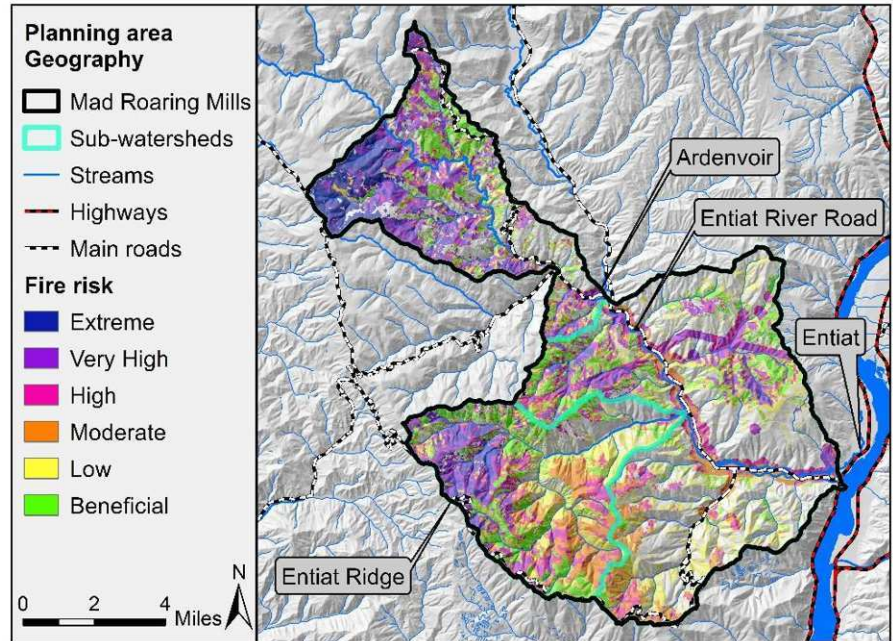 Planning area
Geography
Mad Roaring Mills
Sub-watersheds
Streams
Highways
Main roads
Fire risk
Extreme
Very High
High
Moderate
Low
Beneficial
N
0 2 4
Miles
Ardenvoir
Entiat River Road
Entiat
Entiat Ridge